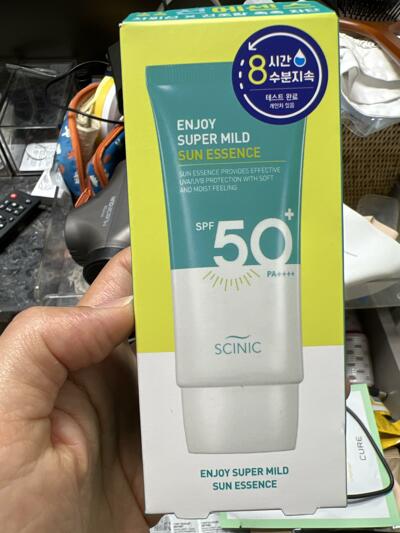 8시간
수분지속
테스트 완료
개인차 있음
ENJOY
SUPER MILD
SUN ESSENCE
SUN ESSENCE PROVIDES EFFECTIVE
UVA/UVB PROTECTION WITH SOFT
AND MOIST FEELING
SPF 50+
PA++++
SCINIC
ENJOY SUPER MILD
SUN ESSENCE
CURE